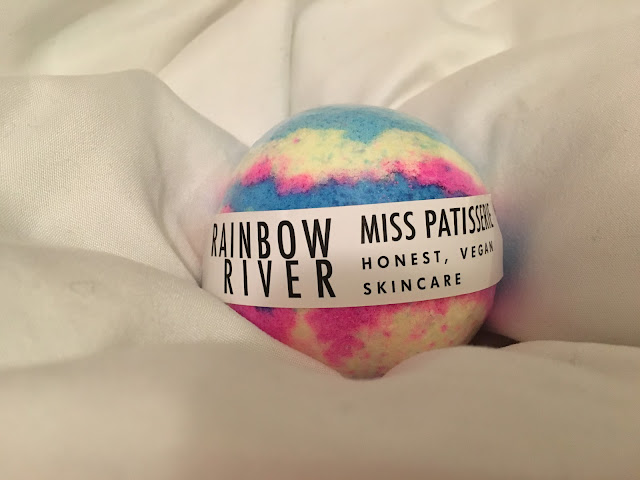 RAINBOW
RIVER
MISS PATISSERIE
HONEST, VEGAN
SKINCARE